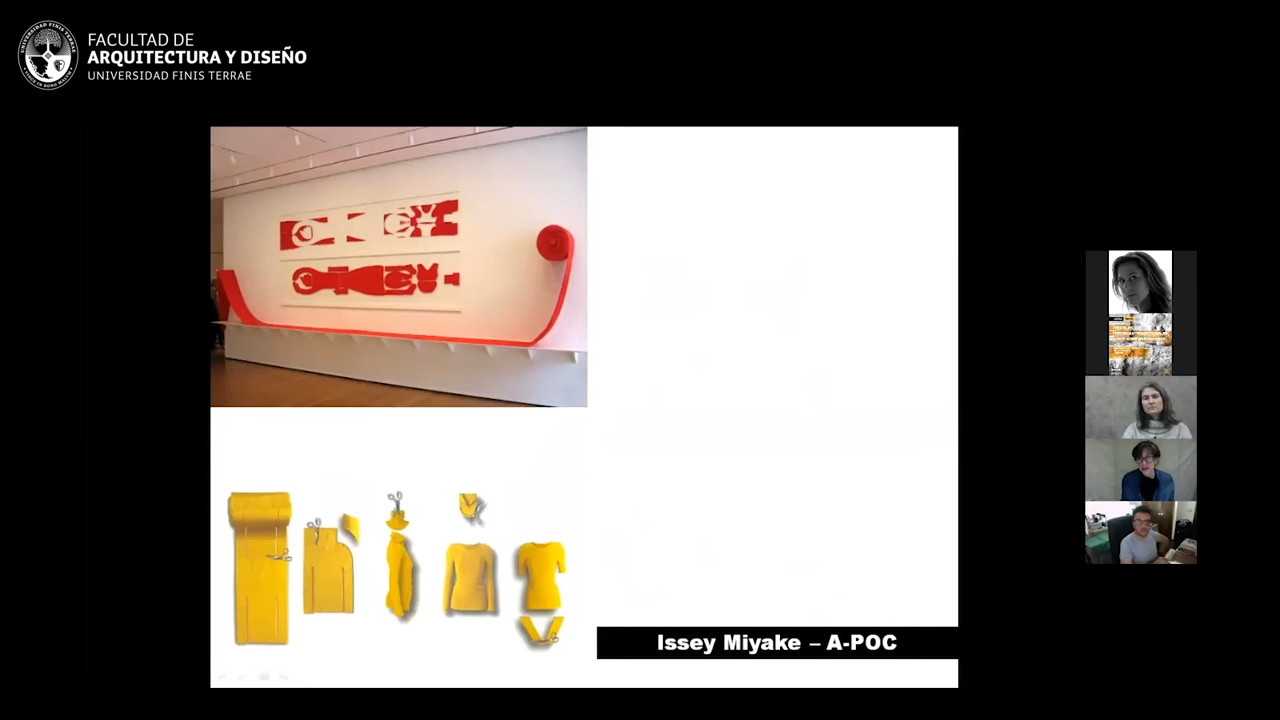 FACULTAD DE
ARQUITECTURA Y DISEÑO
UNIVERSIDAD FINIS TERRAE
Issey Miyake – A-POC